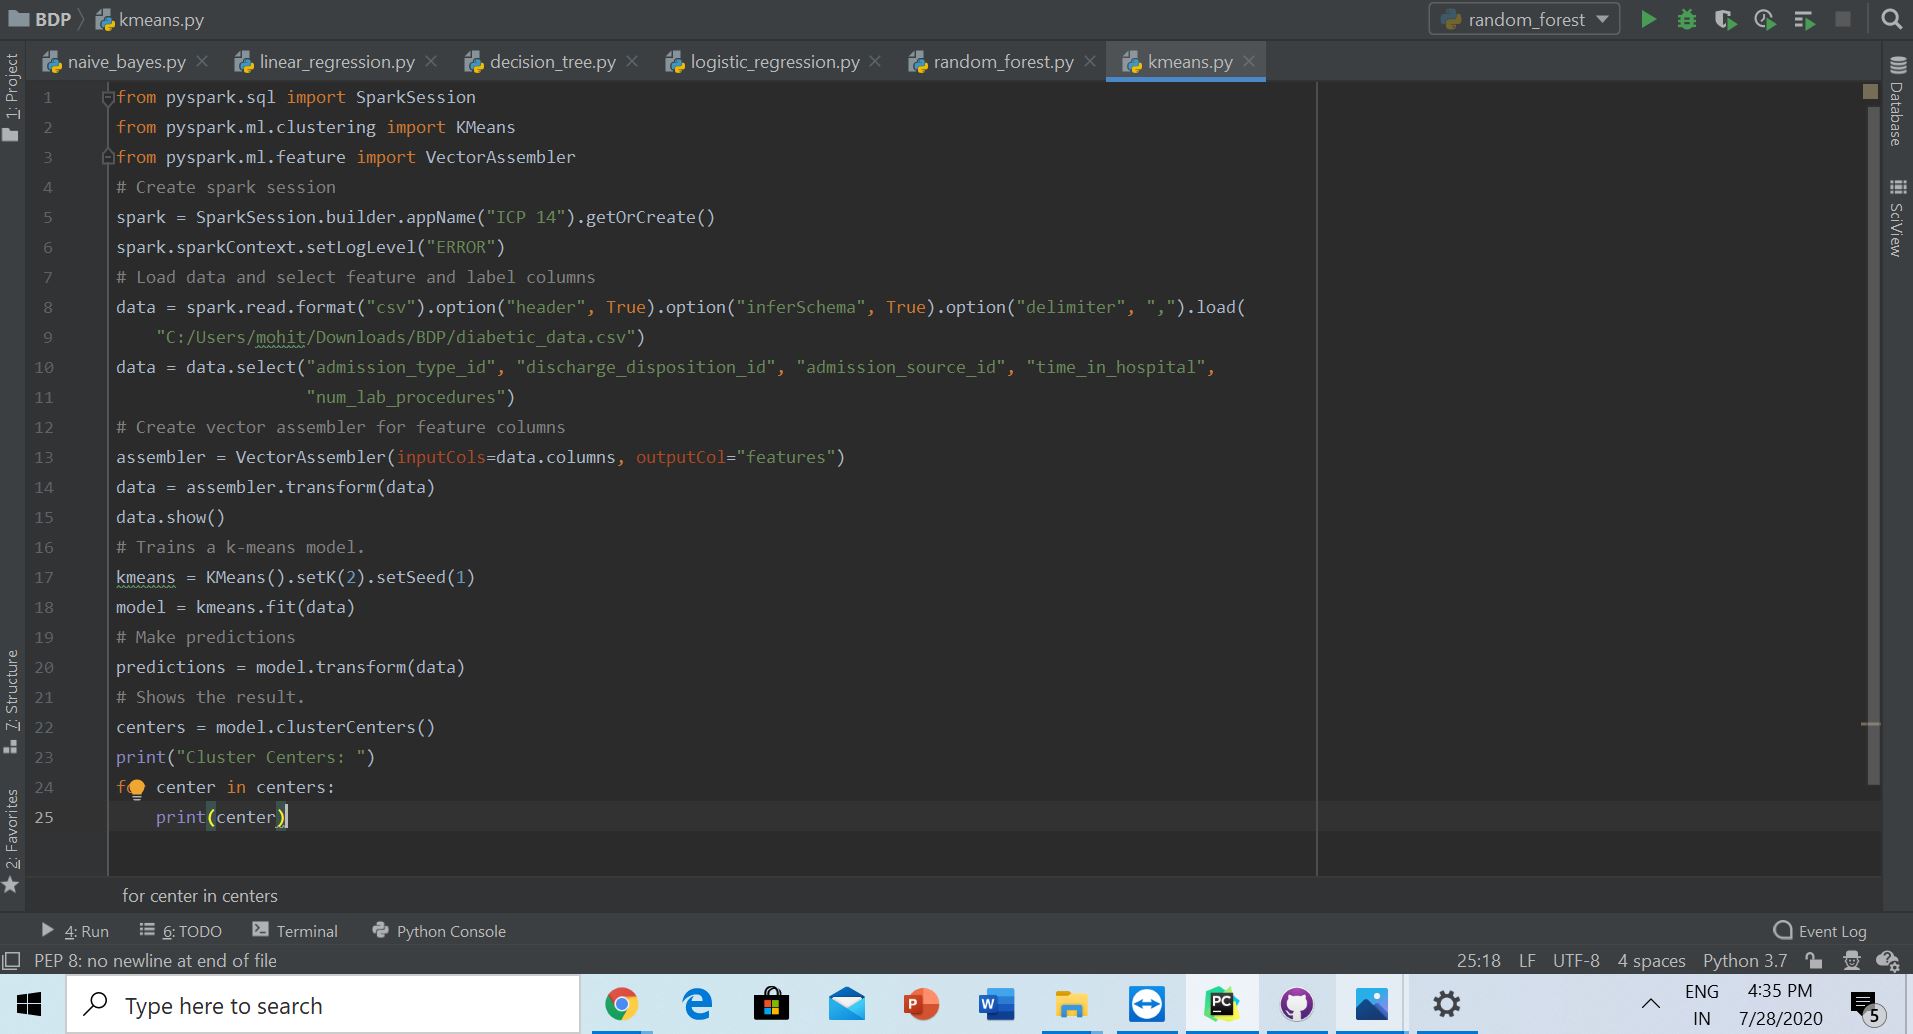 BDP kmeans.py random_forest
naive_bayes.py linear_regression.py decision_tree.py logistic_regression.py random_forest.py kmeans.py
1: Project
7: Structure
2: Favorites
1 from pyspark.sql import SparkSession
2 from pyspark.ml.clustering import KMeans
3 from pyspark.ml.feature import VectorAssembler
4 # Create spark session
5 spark = SparkSession.builder.appName("ICP 14").getOrCreate()
6 spark.sparkContext.setLogLevel("ERROR")
7 # Load data and select feature and label columns
8 data = spark.read.format("csv").option("header", True).option("inferSchema", True).option("delimiter", ",").load(
9     "C:/Users/mohit/Downloads/BDP/diabetic_data.csv")
10 data = data.select("admission_type_id", "discharge_disposition_id", "admission_source_id", "time_in_hospital",
11                    "num_lab_procedures")
12 # Create vector assembler for feature columns
13 assembler = VectorAssembler(inputCols=data.columns, outputCol="features")
14 data = assembler.transform(data)
15 data.show()
16 # Trains a k-means model.
17 kmeans = KMeans().setK(2).setSeed(1)
18 model = kmeans.fit(data)
19 # Make predictions
20 predictions = model.transform(data)
21 # Shows the result.
22 centers = model.clusterCenters()
23 print("Cluster Centers: ")
24 f center in centers:
25     print(center)
Database
SciView
for center in centers
4: Run 6: TODO Terminal Python Console Event Log
PEP 8: no newline at end of file 25:18 LF UTF-8 4 spaces Python 3.7
Type here to search
P
W
PC
ENG
IN
4:35 PM
7/28/2020
5